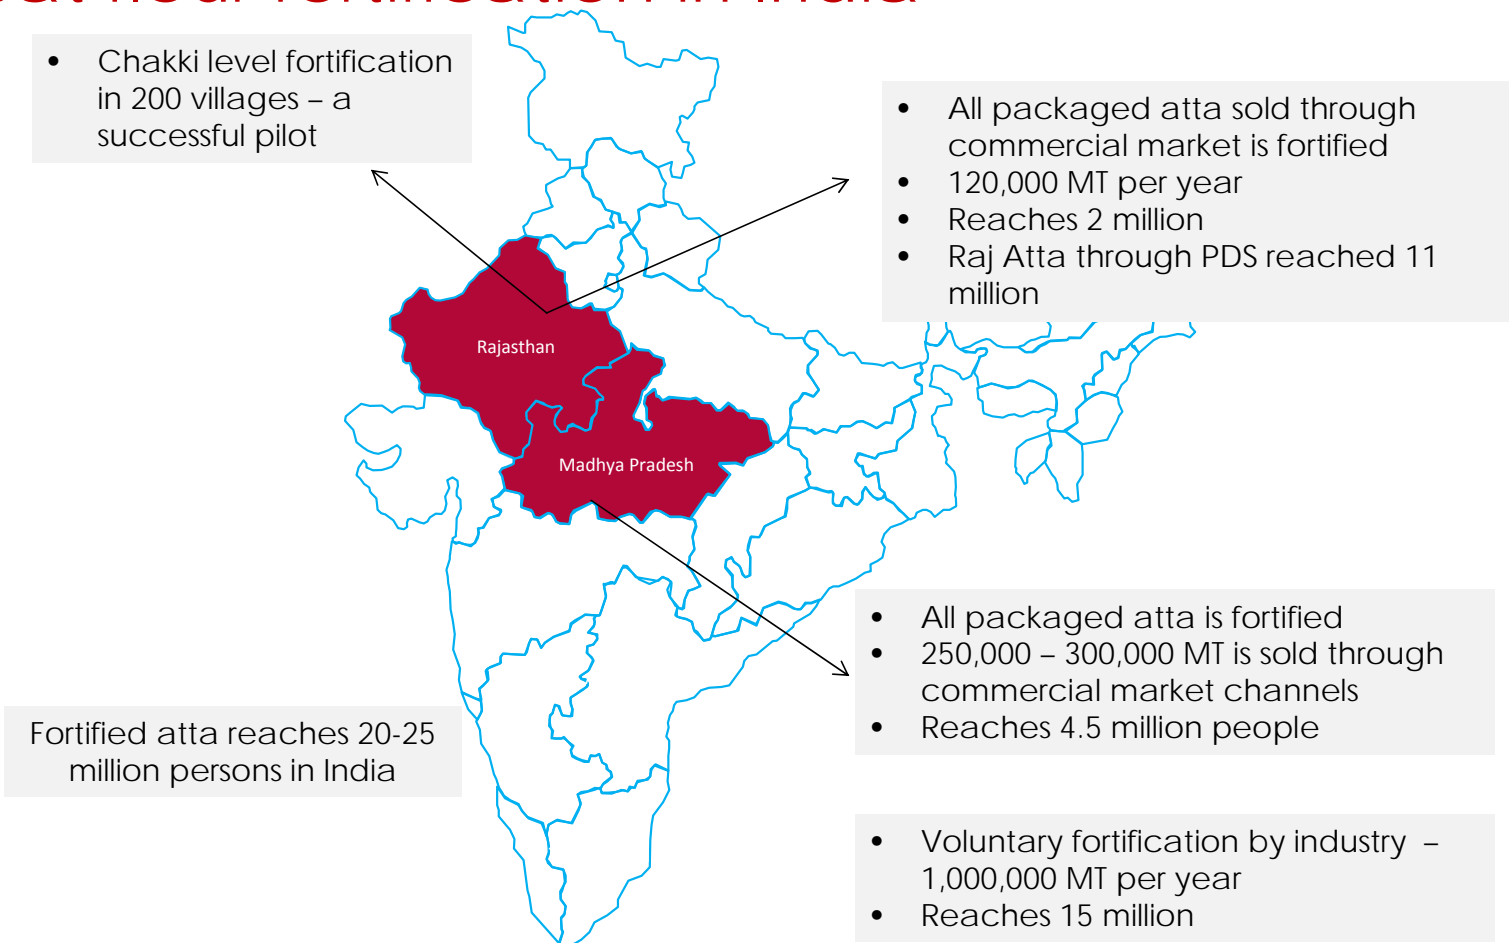 flour fortification in India
• Chakki level fortification
in 200 villages – a
successful pilot
• All packaged atta sold through
commercial market is fortified
• 120,000 MT per year
• Reaches 2 million
• Raj Atta through PDS reached 11
million
Rajasthan
Madhya Pradesh
• All packaged atta is fortified
• 250,000 – 300,000 MT is sold through
commercial market channels
• Reaches 4.5 million people
Fortified atta reaches 20-25
million persons in India
• Voluntary fortification by industry –
1,000,000 MT per year
• Reaches 15 million